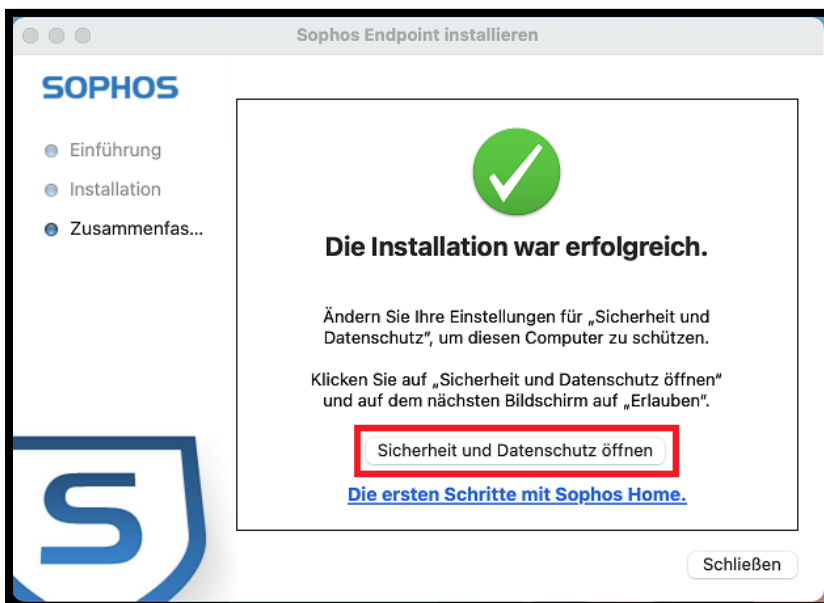 Sophos Endpoint installieren
SOPHOS
Einführung
Installation
Zusammenfas...
Die Installation war erfolgreich.
Ändern Sie Ihre Einstellungen für „Sicherheit und
Datenschutz“, um diesen Computer zu schützen.
Klicken Sie auf „Sicherheit und Datenschutz öffnen“
und auf dem nächsten Bildschirm auf „Erlauben“.
Sicherheit und Datenschutz öffnen
Die ersten Schritte mit Sophos Home.
Schließen